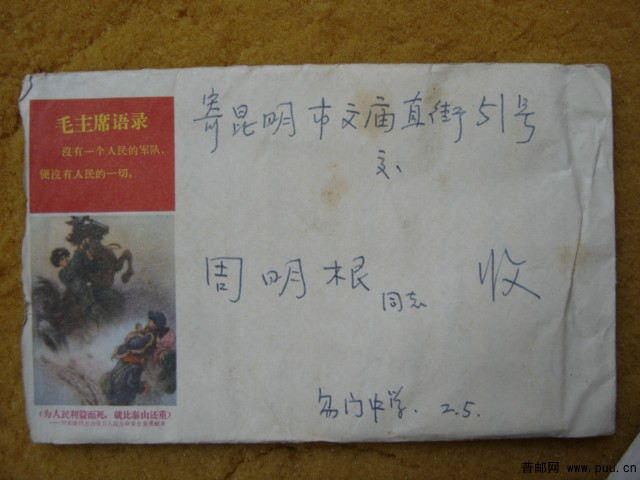 毛主席语录
没有一个人民的军队，
便没有人民的一切。
寄昆明市文庙直街51号
交
周明根同志 收
《为人民利益而死，就比泰山还重》
易门中学. 2.5.
普邮网 www.puu.cn